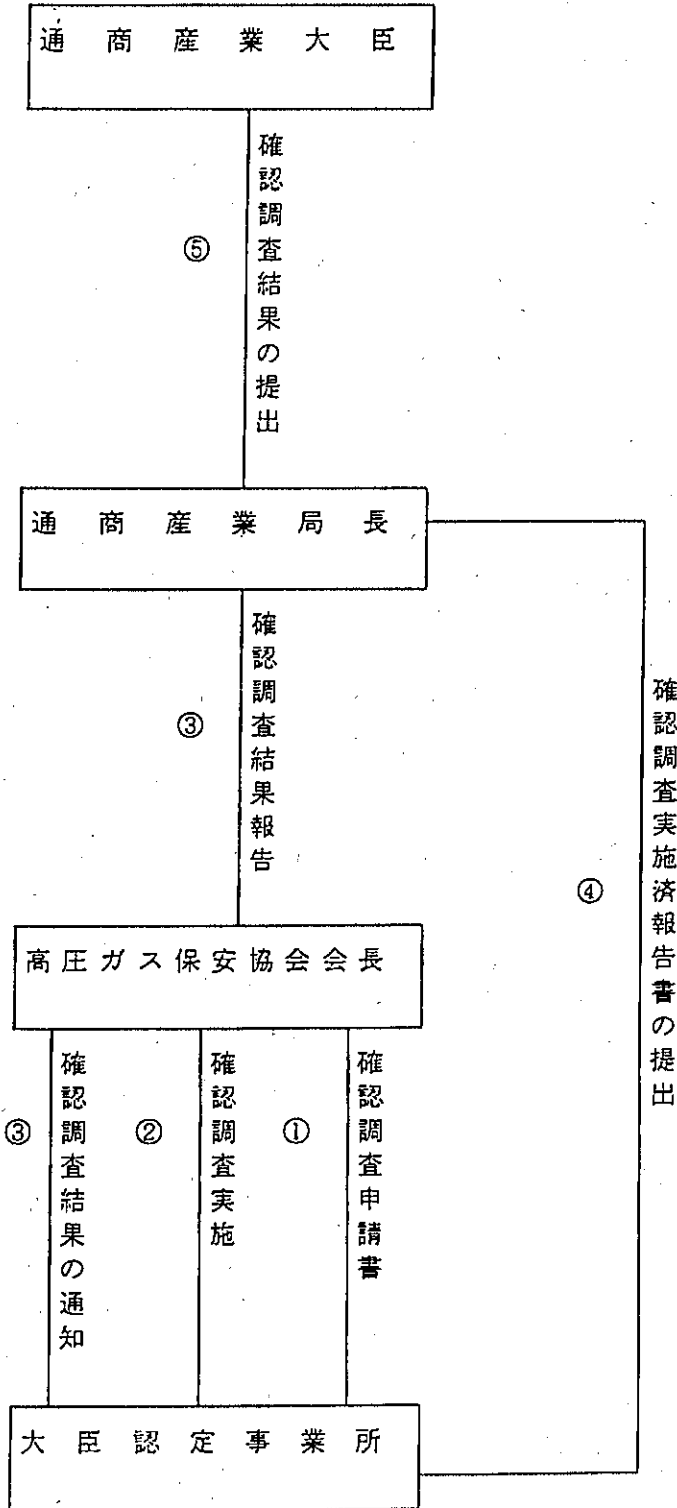 通商産業大臣
確認調査結果の提出
⑤
通商産業局長
確認調査結果報告
③
確認調査実施済報告書の提出
④
高圧ガス保安協会会長
確認調査申請書
①
確認調査実施
②
確認調査結果の通知
③
大臣認定事業所